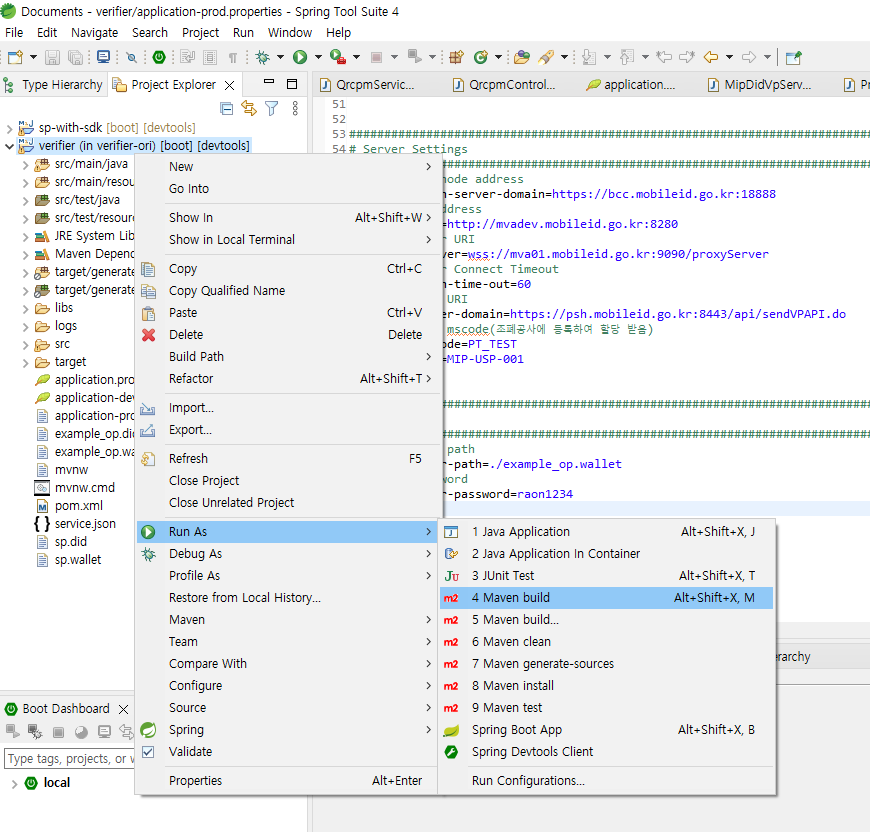 Documents - verifier/application-prod.properties - Spring Tool Suite 4
File Edit Navigate Search Project Run Window Help
Type Hierarchy Project Explorer
QrcpmServic... QrcpmControl... application.... MipDidVpServ...
sp-with-sdk [boot] [devtools]
verifier (in verifier-ori) [boot] [devtools]
src/main/java
src/main/resou
src/test/java
src/test/resour
JRE System Lib
Maven Depend
target/generate
target/generate
libs
logs
src
target
application.pro
application-dev
application-pro
example_op.did
example_op.wa
mvnw
mvnw.cmd
pom.xml
service.json
sp.did
sp.wallet
51
52
53 ################################################################
54 # Server Settings
################################################################
node address
n-server-domain=https://bcc.mobileid.go.kr:18888
ddress
=http://mvadev.mobileid.go.kr:8280
URI
ver=wss://mva01.mobileid.go.kr:9090/proxyServer
Connect Timeout
n-time-out=60
URI
er-domain=https://psh.mobileid.go.kr:8443/api/sendVPAPI.do
mscode(조폐공사에 등록하여 할당 받음)
ode=PT_TEST
=MIP-USP-001
################################################################
################################################################
path
r-path=./example_op.wallet
word
r-password=raon1234
New
Go Into
Show In Alt+Shift+W
Show in Local Terminal
Copy Ctrl+C
Copy Qualified Name
Paste Ctrl+V
Delete Delete
Build Path
Refactor Alt+Shift+T
Import...
Export...
Refresh F5
Close Project
Close Unrelated Project
Run As
Debug As
Profile As
Restore from Local History...
Maven
Team
Compare With
Configure
Source
Spring
Validate
Properties Alt+Enter
1 Java Application Alt+Shift+X, J
2 Java Application In Container
3 JUnit Test Alt+Shift+X, T
4 Maven build Alt+Shift+X, M
5 Maven build...
6 Maven clean
7 Maven generate-sources
8 Maven install
9 Maven test
Spring Boot App Alt+Shift+X, B
Spring Devtools Client
Run Configurations...
erarchy
Boot Dashboard
Type tags, projects, or w
local